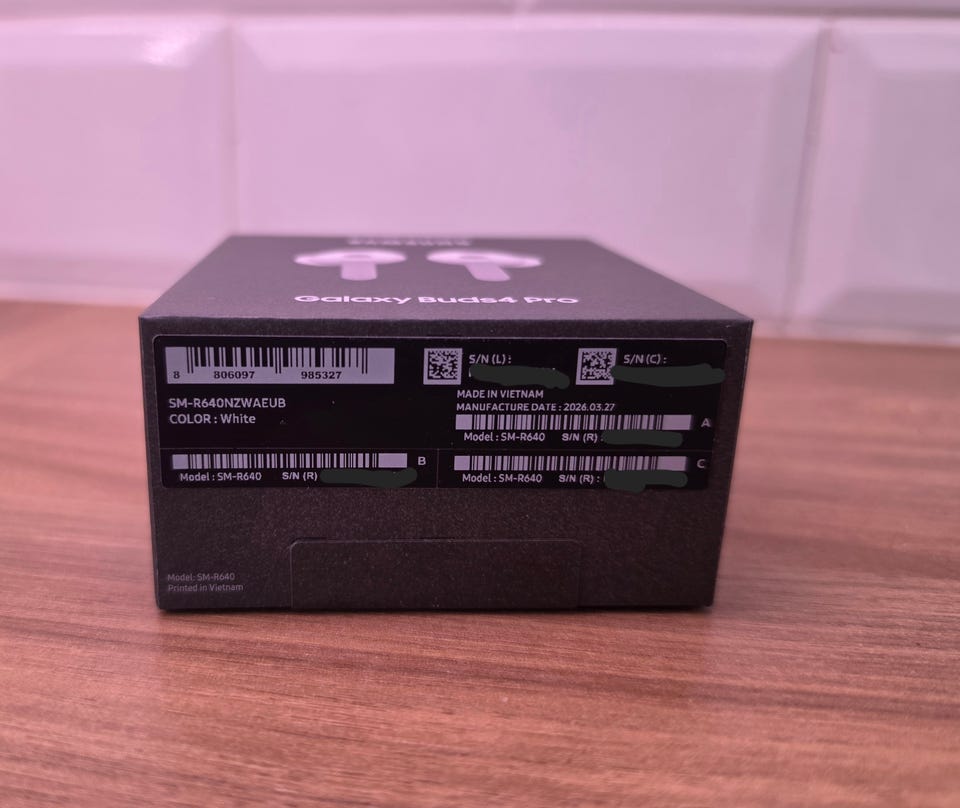 SAMSUNG
Galaxy Buds4 Pro
8 806097 985327
SM-R640NZWAEUB
COLOR : White
S/N (L) :
S/N (C) :
MADE IN VIETNAM
MANUFACTURE DATE : 2026.03.27
A
Model : SM-R640 S/N (R) :
B
Model : SM-R640 S/N (R)
C
Model : SM-R640 S/N (R) :
Model: SM-R640
Printed in Vietnam